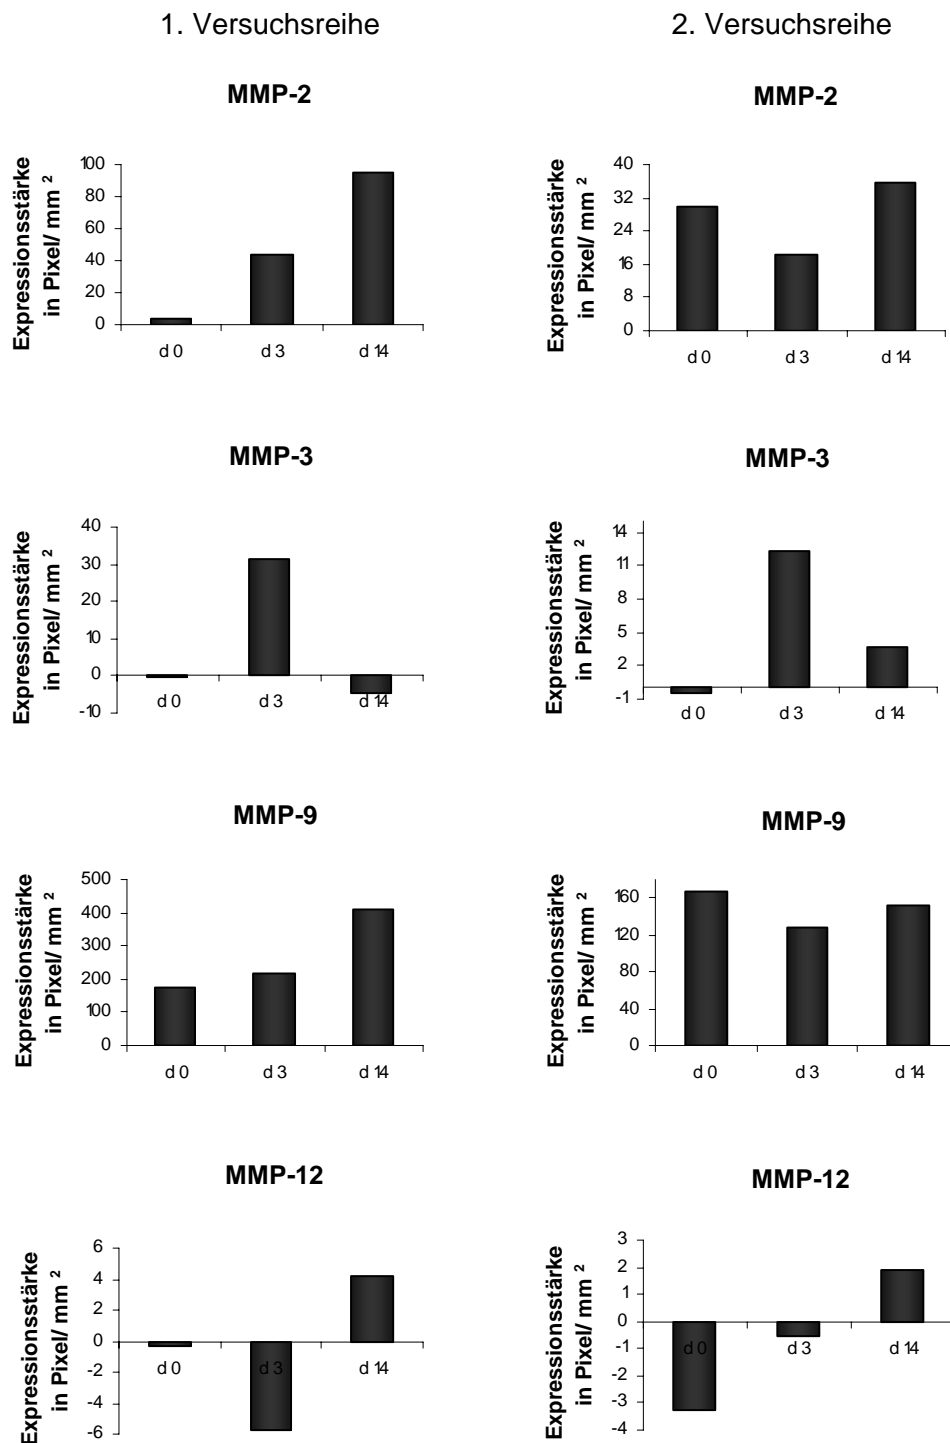 1. Versuchsreihe
2. Versuchsreihe
MMP-2
Expressionsstärke
in Pixel/ mm ²
100
80
60
40
20
0
d 0 d 3 d 14
MMP-2
Expressionsstärke
in Pixel/ mm ²
40
32
24
16
8
0
d 0 d 3 d 14
MMP-3
Expressionsstärke
in Pixel/ mm ²
40
30
20
10
0
-10
d 0 d 3 d 14
MMP-3
Expressionsstärke
in Pixel/ mm ²
14
11
8
5
2
-1
d 0 d 3 d 14
MMP-9
Expressionsstärke
in Pixel/ mm ²
500
400
300
200
100
0
d 0 d 3 d 14
MMP-9
Expressionsstärke
in Pixel/ mm ²
160
120
80
40
0
d 0 d 3 d 14
MMP-12
Expressionsstärke
in Pixel/ mm ²
6
4
2
0
-2
-4
-6
d 0 d 3 d 14
MMP-12
Expressionsstärke
in Pixel/ mm ²
3
2
1
0
-1
-2
-3
-4
d 0 d 3 d 14